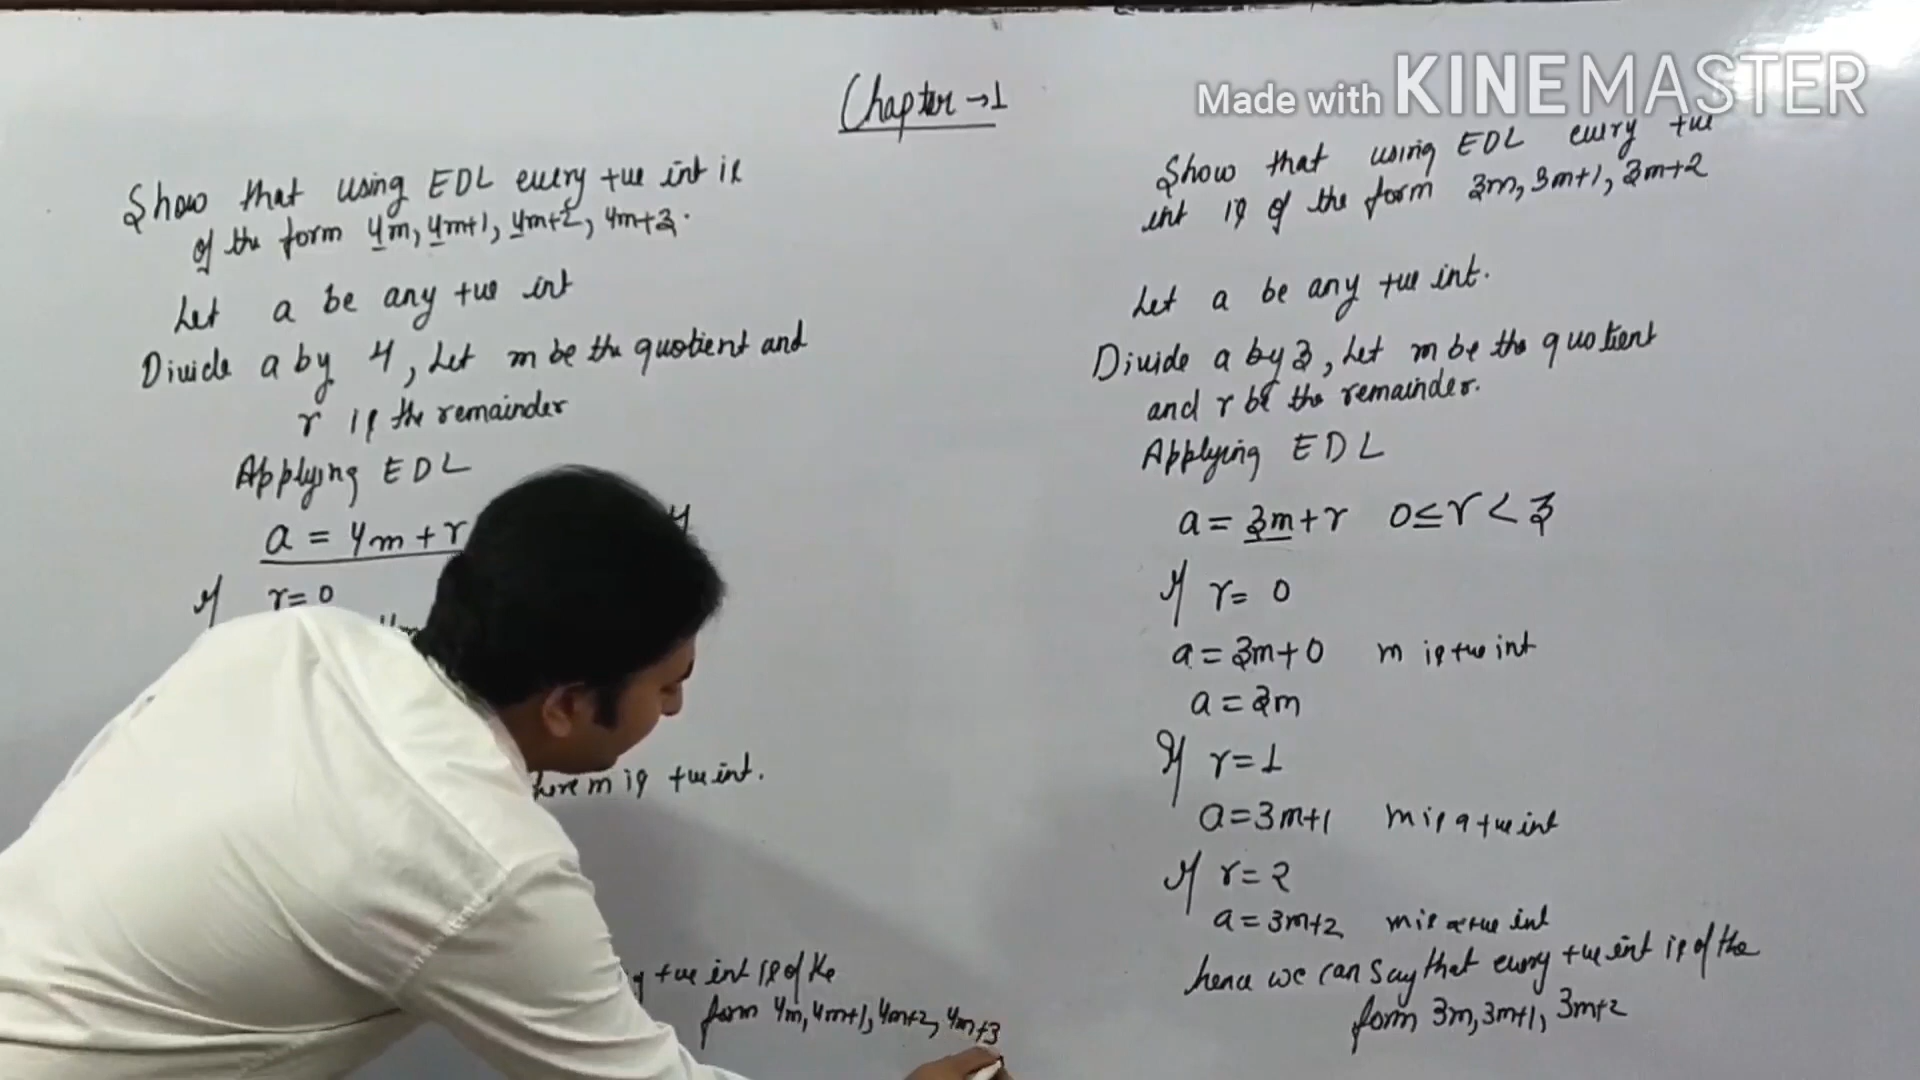 Made with KINEMASTER
Chapter →1
Show that using EDL every +ve int is
of the form 4m, 4m+1, 4m+2, 4m+3.
Let a be any +ve int
Divide a by 4, Let m be the quotient and
r is the remainder
Applying EDL
a = 4m + r
If r = 0
here m is +ve int.
+ve int is of the
form 4m, 4m+1, 4m+2, 4m+3
Show that using EDL every +ve
int is of the form 3m, 3m+1, 3m+2
Let a be any +ve int.
Divide a by 3, Let m be the quotient
and r be the remainder.
Applying EDL
a = 3m + r 0 ≤ r < 3
If r = 0
a = 3m + 0 m is +ve int
a = 3m
If r = 1
a = 3m+1 m is a +ve int
If r = 2
a = 3m+2 m is a +ve int
hence we can say that every +ve int is of the
form 3m, 3m+1, 3m+2